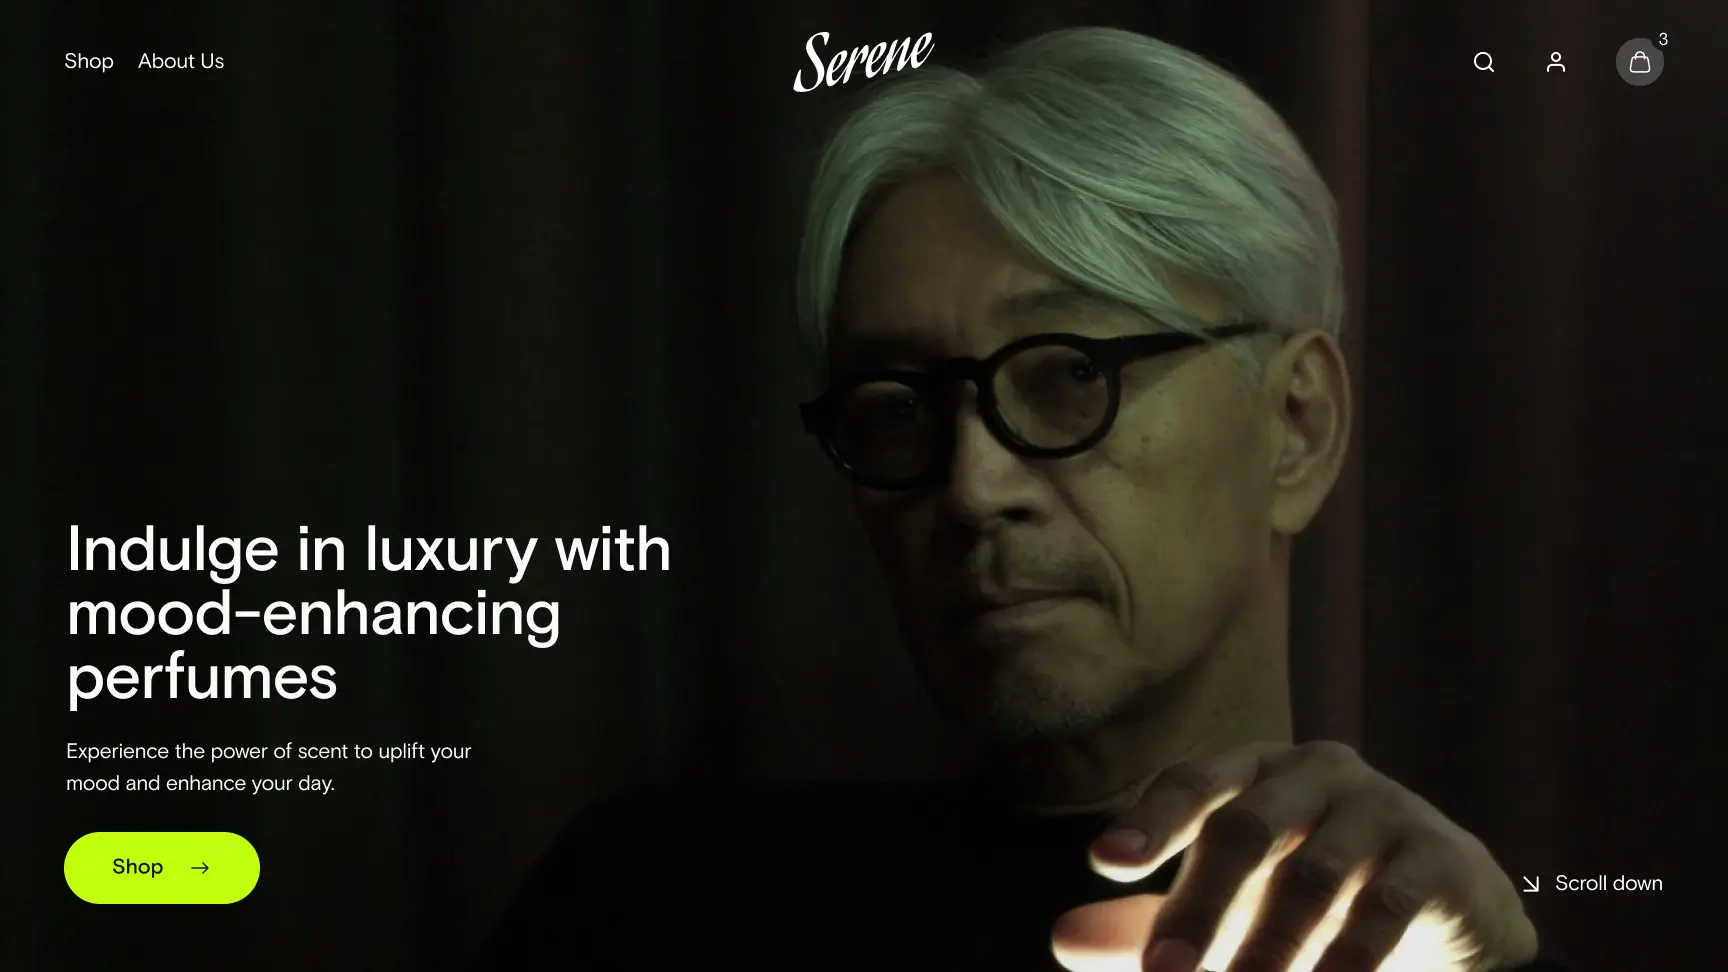 Shop
About Us
Serene
3
Indulge in luxury with
mood-enhancing
perfumes
Experience the power of scent to uplift your
mood and enhance your day.
Shop
Scroll down